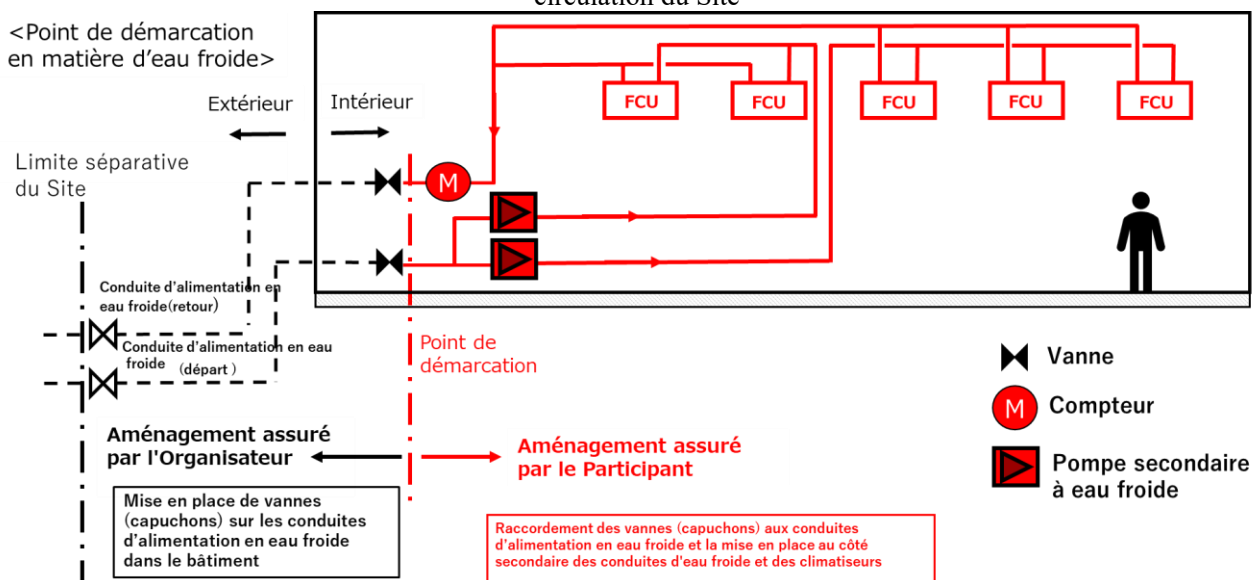 circulation du Site
<Point de démarcation
en matière d'eau froide>
Extérieur
Intérieur
FCU
FCU
FCU
FCU
FCU
Limite séparative
du Site
M
Conduite d'alimentation en
eau froide(retour)
Conduite d'alimentation en eau
froide (départ )
Point de
démarcation
Vanne
M
Compteur
Pompe secondaire
à eau froide
Aménagement assuré
par l'Organisateur
Aménagement assuré
par le Participant
Mise en place de vannes
(capuchons) sur les conduites
d'alimentation en eau froide
dans le bâtiment
Raccordement des vannes (capuchons) aux conduites
d'alimentation en eau froide et la mise en place au côté
secondaire des conduites d'eau froide et des climatiseurs